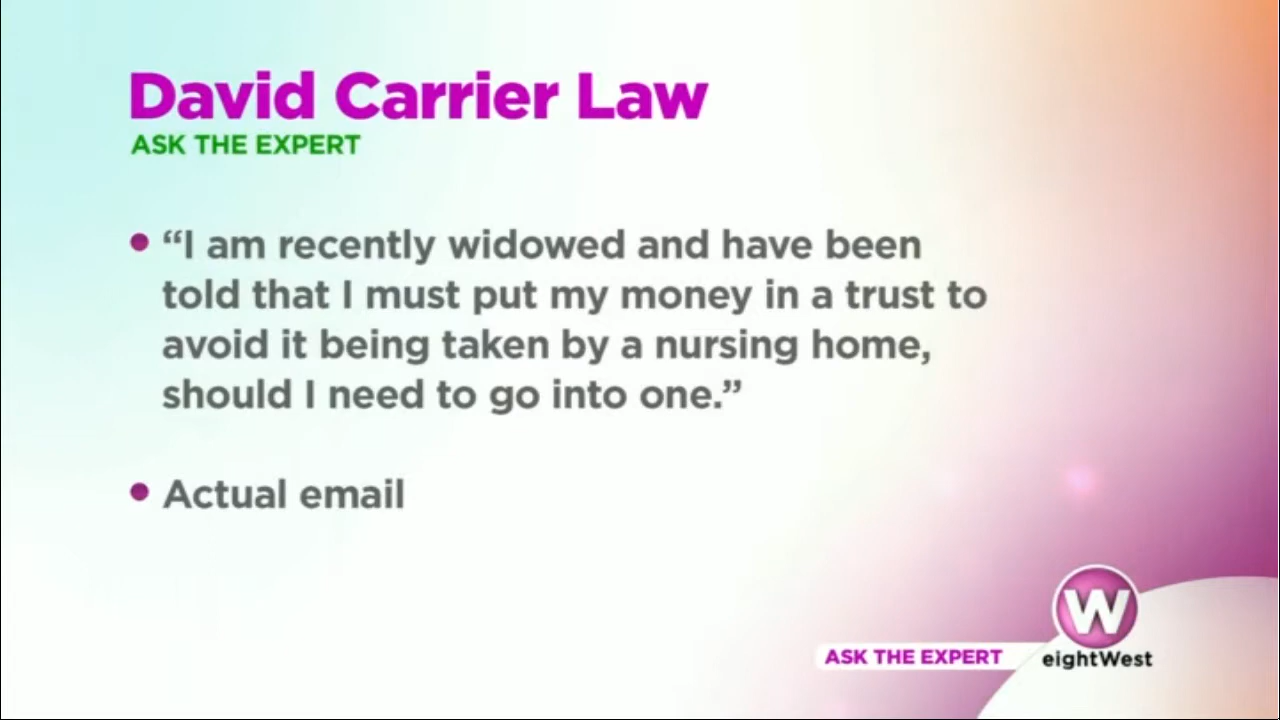 David Carrier Law
ASK THE EXPERT
• “I am recently widowed and have been
told that I must put my money in a trust to
avoid it being taken by a nursing home,
should I need to go into one.”
• Actual email
W
ASK THE EXPERT
eightWest